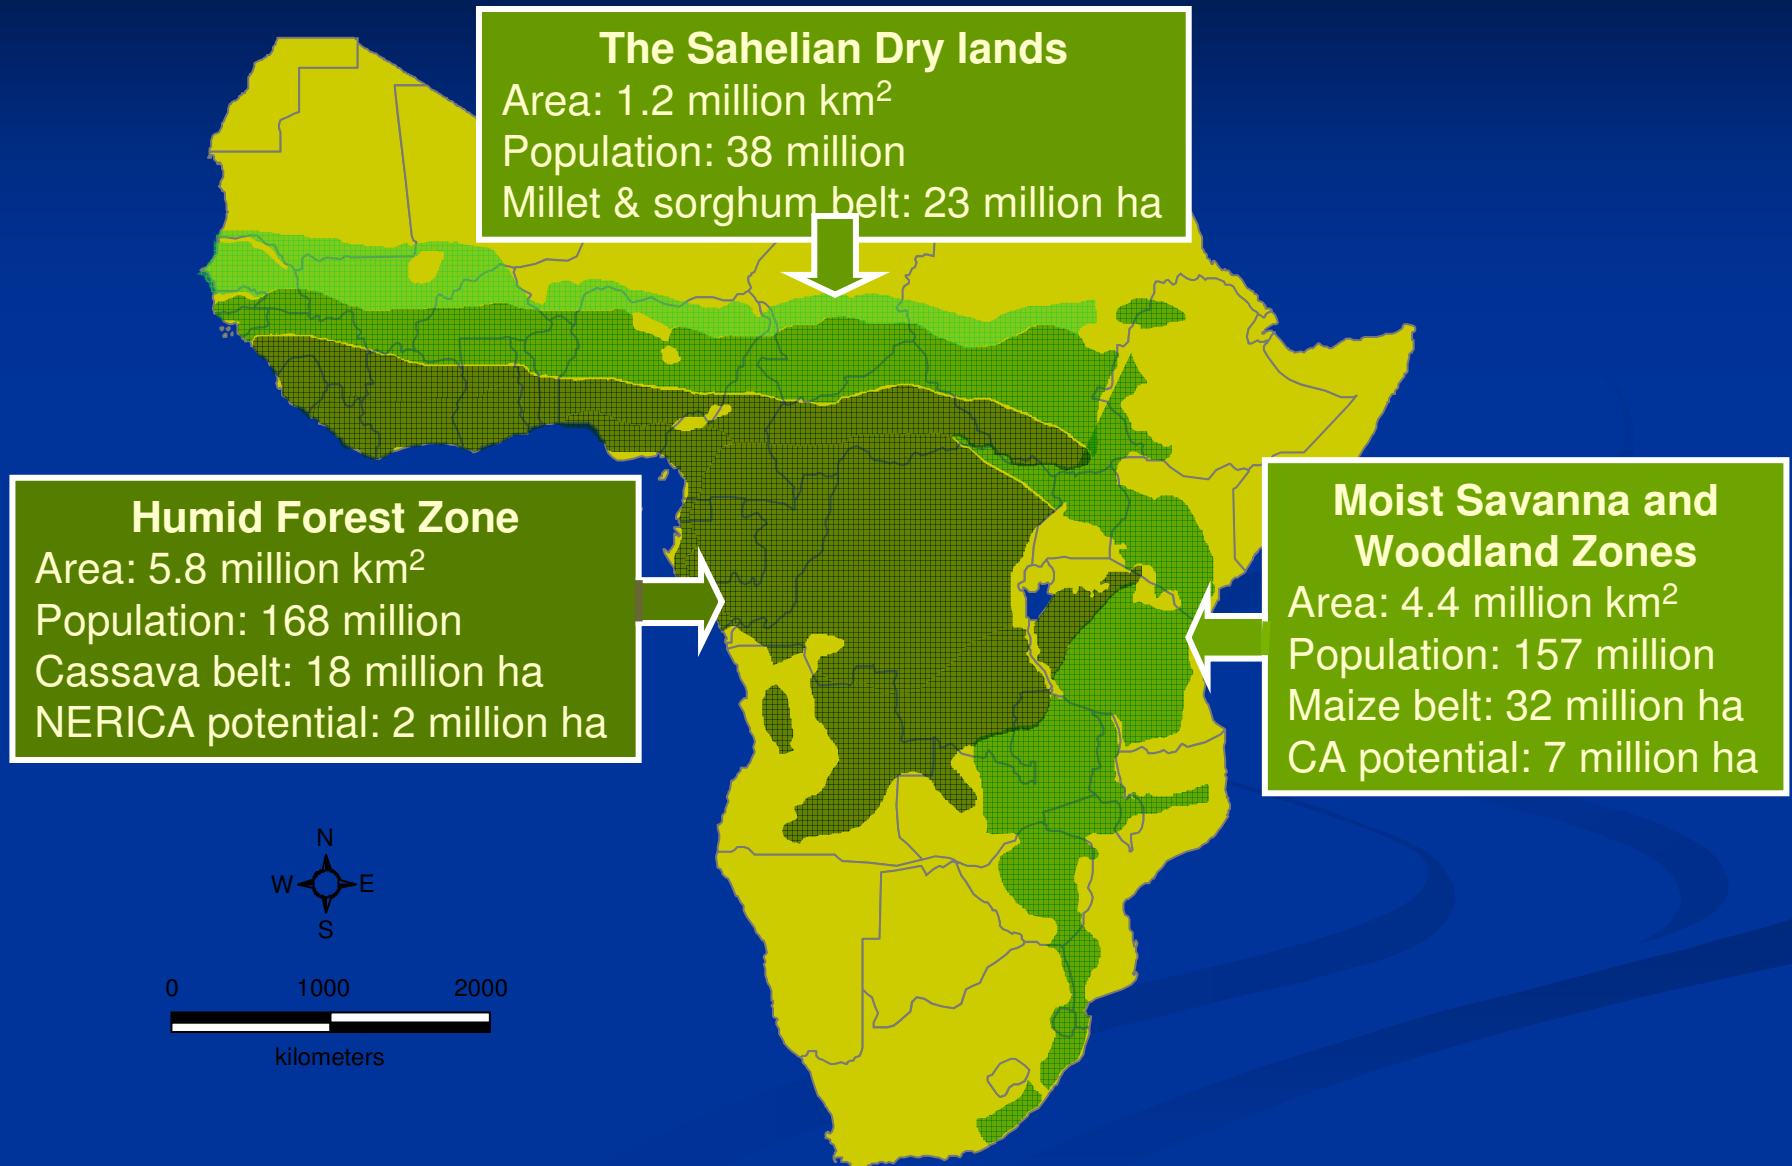 The Sahelian Dry lands
Area: 1.2 million km²
Population: 38 million
Millet & sorghum belt: 23 million ha
Humid Forest Zone
Area: 5.8 million km²
Population: 168 million
Cassava belt: 18 million ha
NERICA potential: 2 million ha
Moist Savanna and
Woodland Zones
Area: 4.4 million km²
Population: 157 million
Maize belt: 32 million ha
CA potential: 7 million ha
N
W E
S
0 1000 2000
kilometers